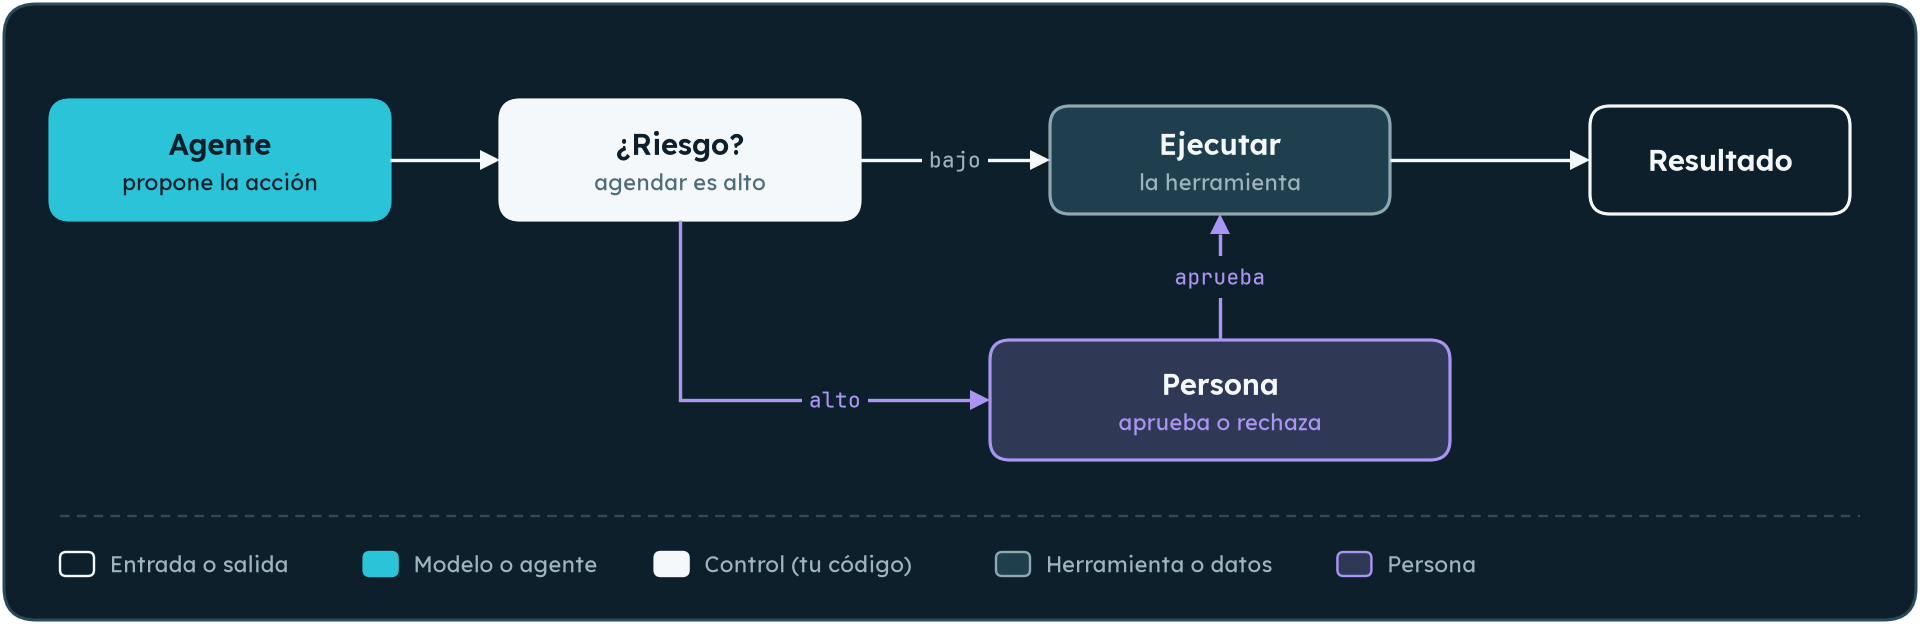 Agente
propone la acción
¿Riesgo?
agendar es alto
bajo
Ejecutar
la herramienta
Resultado
aprueba
alto
Persona
aprueba o rechaza
Entrada o salida
Modelo o agente
Control (tu código)
Herramienta o datos
Persona